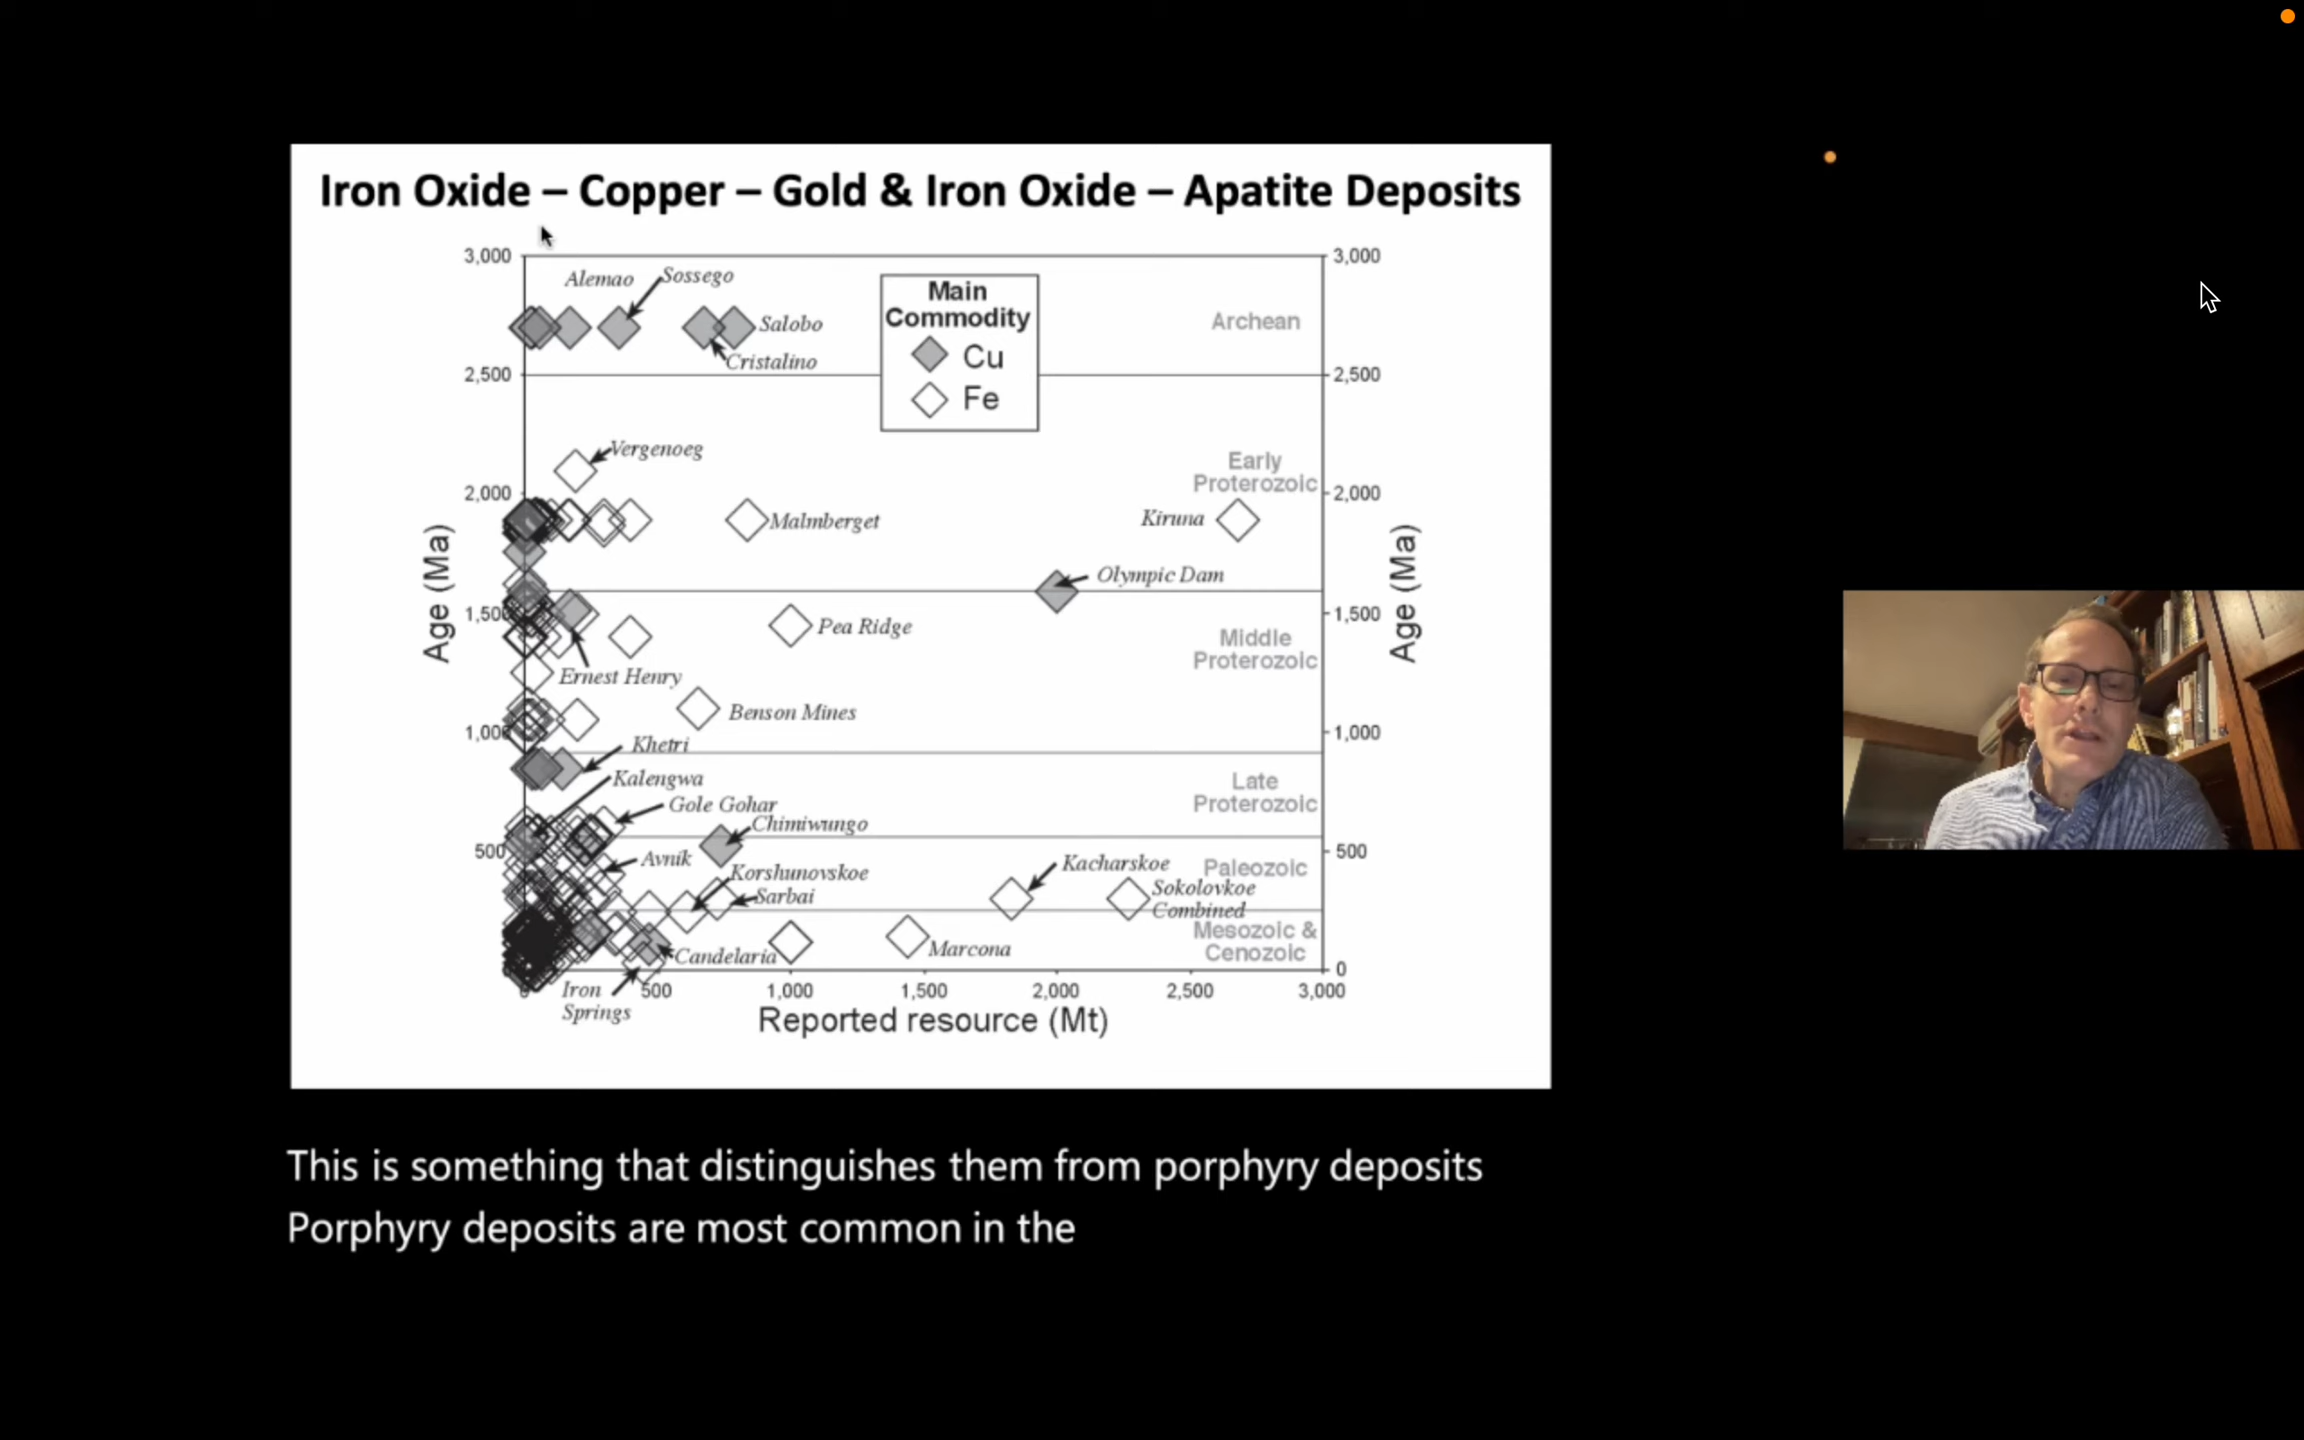 Iron Oxide – Copper – Gold & Iron Oxide – Apatite Deposits
3,000
3,000
Alemao
Sossego
Main
Commodity
Cu
Fe
Archean
Salobo
Cristalino
2,500
2,500
Vergenoeg
Early
Proterozoic
2,000
2,000
Malmberget
Kiruna
Age (Ma)
Age (Ma)
Olympic Dam
1,500
1,500
Pea Ridge
Middle
Proterozoic
Ernest Henry
Benson Mines
1,000
1,000
Khetri
Kalengwa
Late
Proterozoic
Gole Gohar
Chimiwungo
500
500
Avnik
Korshunovskoe
Sarbai
Kacharskoe
Paleozoic
Sokolovkoe
Combined
Mesozoic &
Cenozoic
Marcona
Candelaria
0
0
Iron
Springs
500
1,000
1,500
2,000
2,500
3,000
Reported resource (Mt)
This is something that distinguishes them from porphyry deposits
Porphyry deposits are most common in the